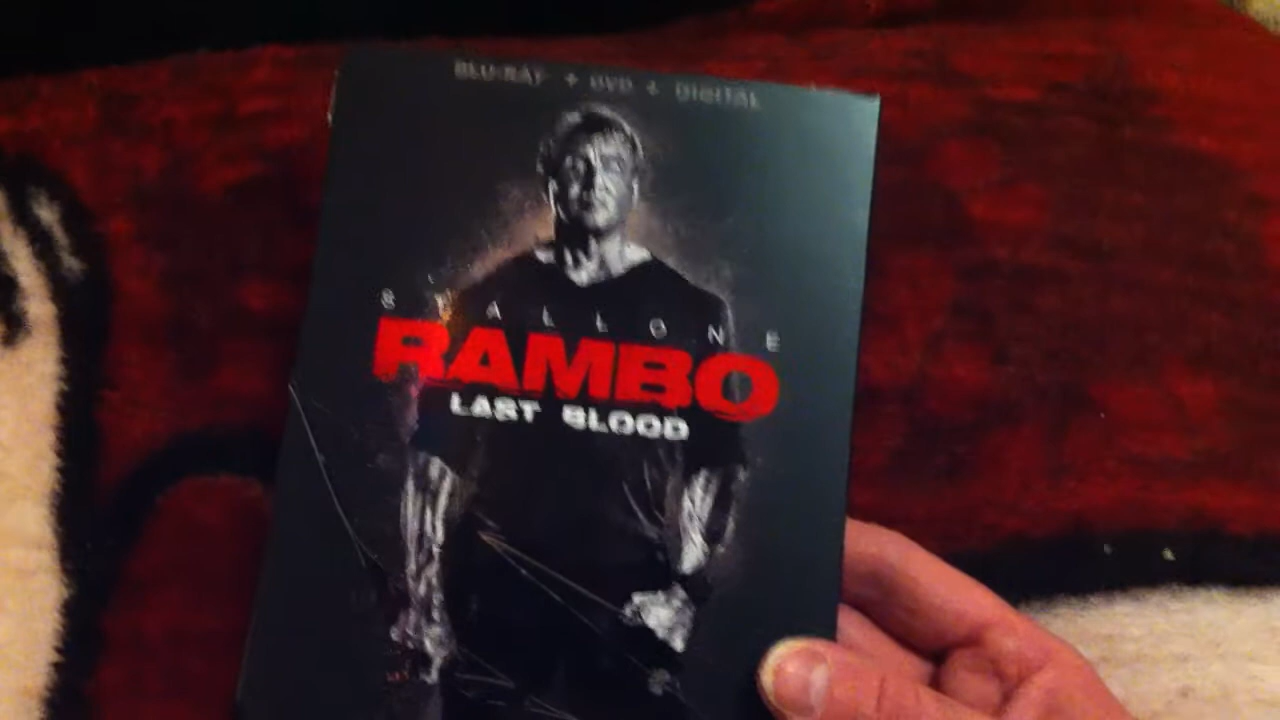 BLU-RAY + DVD + DIGITAL
STALLONE
RAMBO
LAST BLOOD